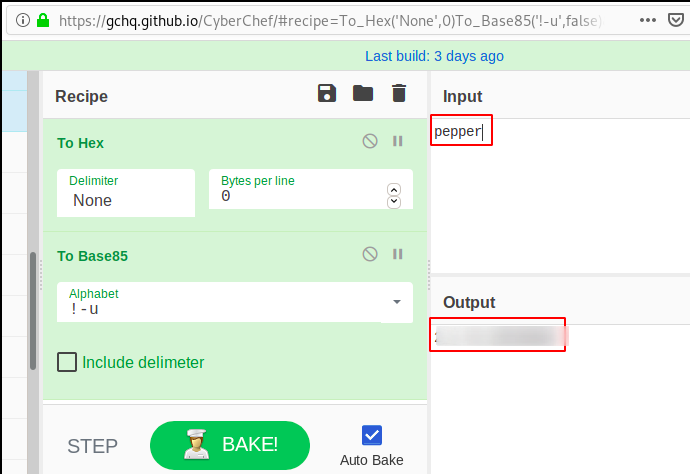 https://gchq.github.io/CyberChef/#recipe=To_Hex('None',0)To_Base85('!-u',false)
Last build: 3 days ago
Recipe
Input
To Hex
pepper
Delimiter
None
Bytes per line
0
To Base85
Alphabet
!-u
Output
Include delimeter
STEP
BAKE!
Auto Bake